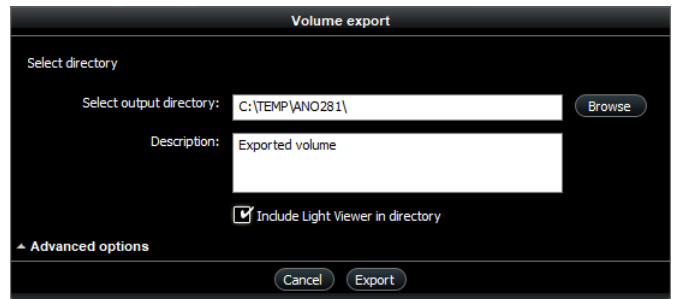 Volume export
Select directory
Select output directory: C:\TEMP\ANO281\ Browse
Description: Exported volume
Include Light Viewer in directory
Advanced options
Cancel Export